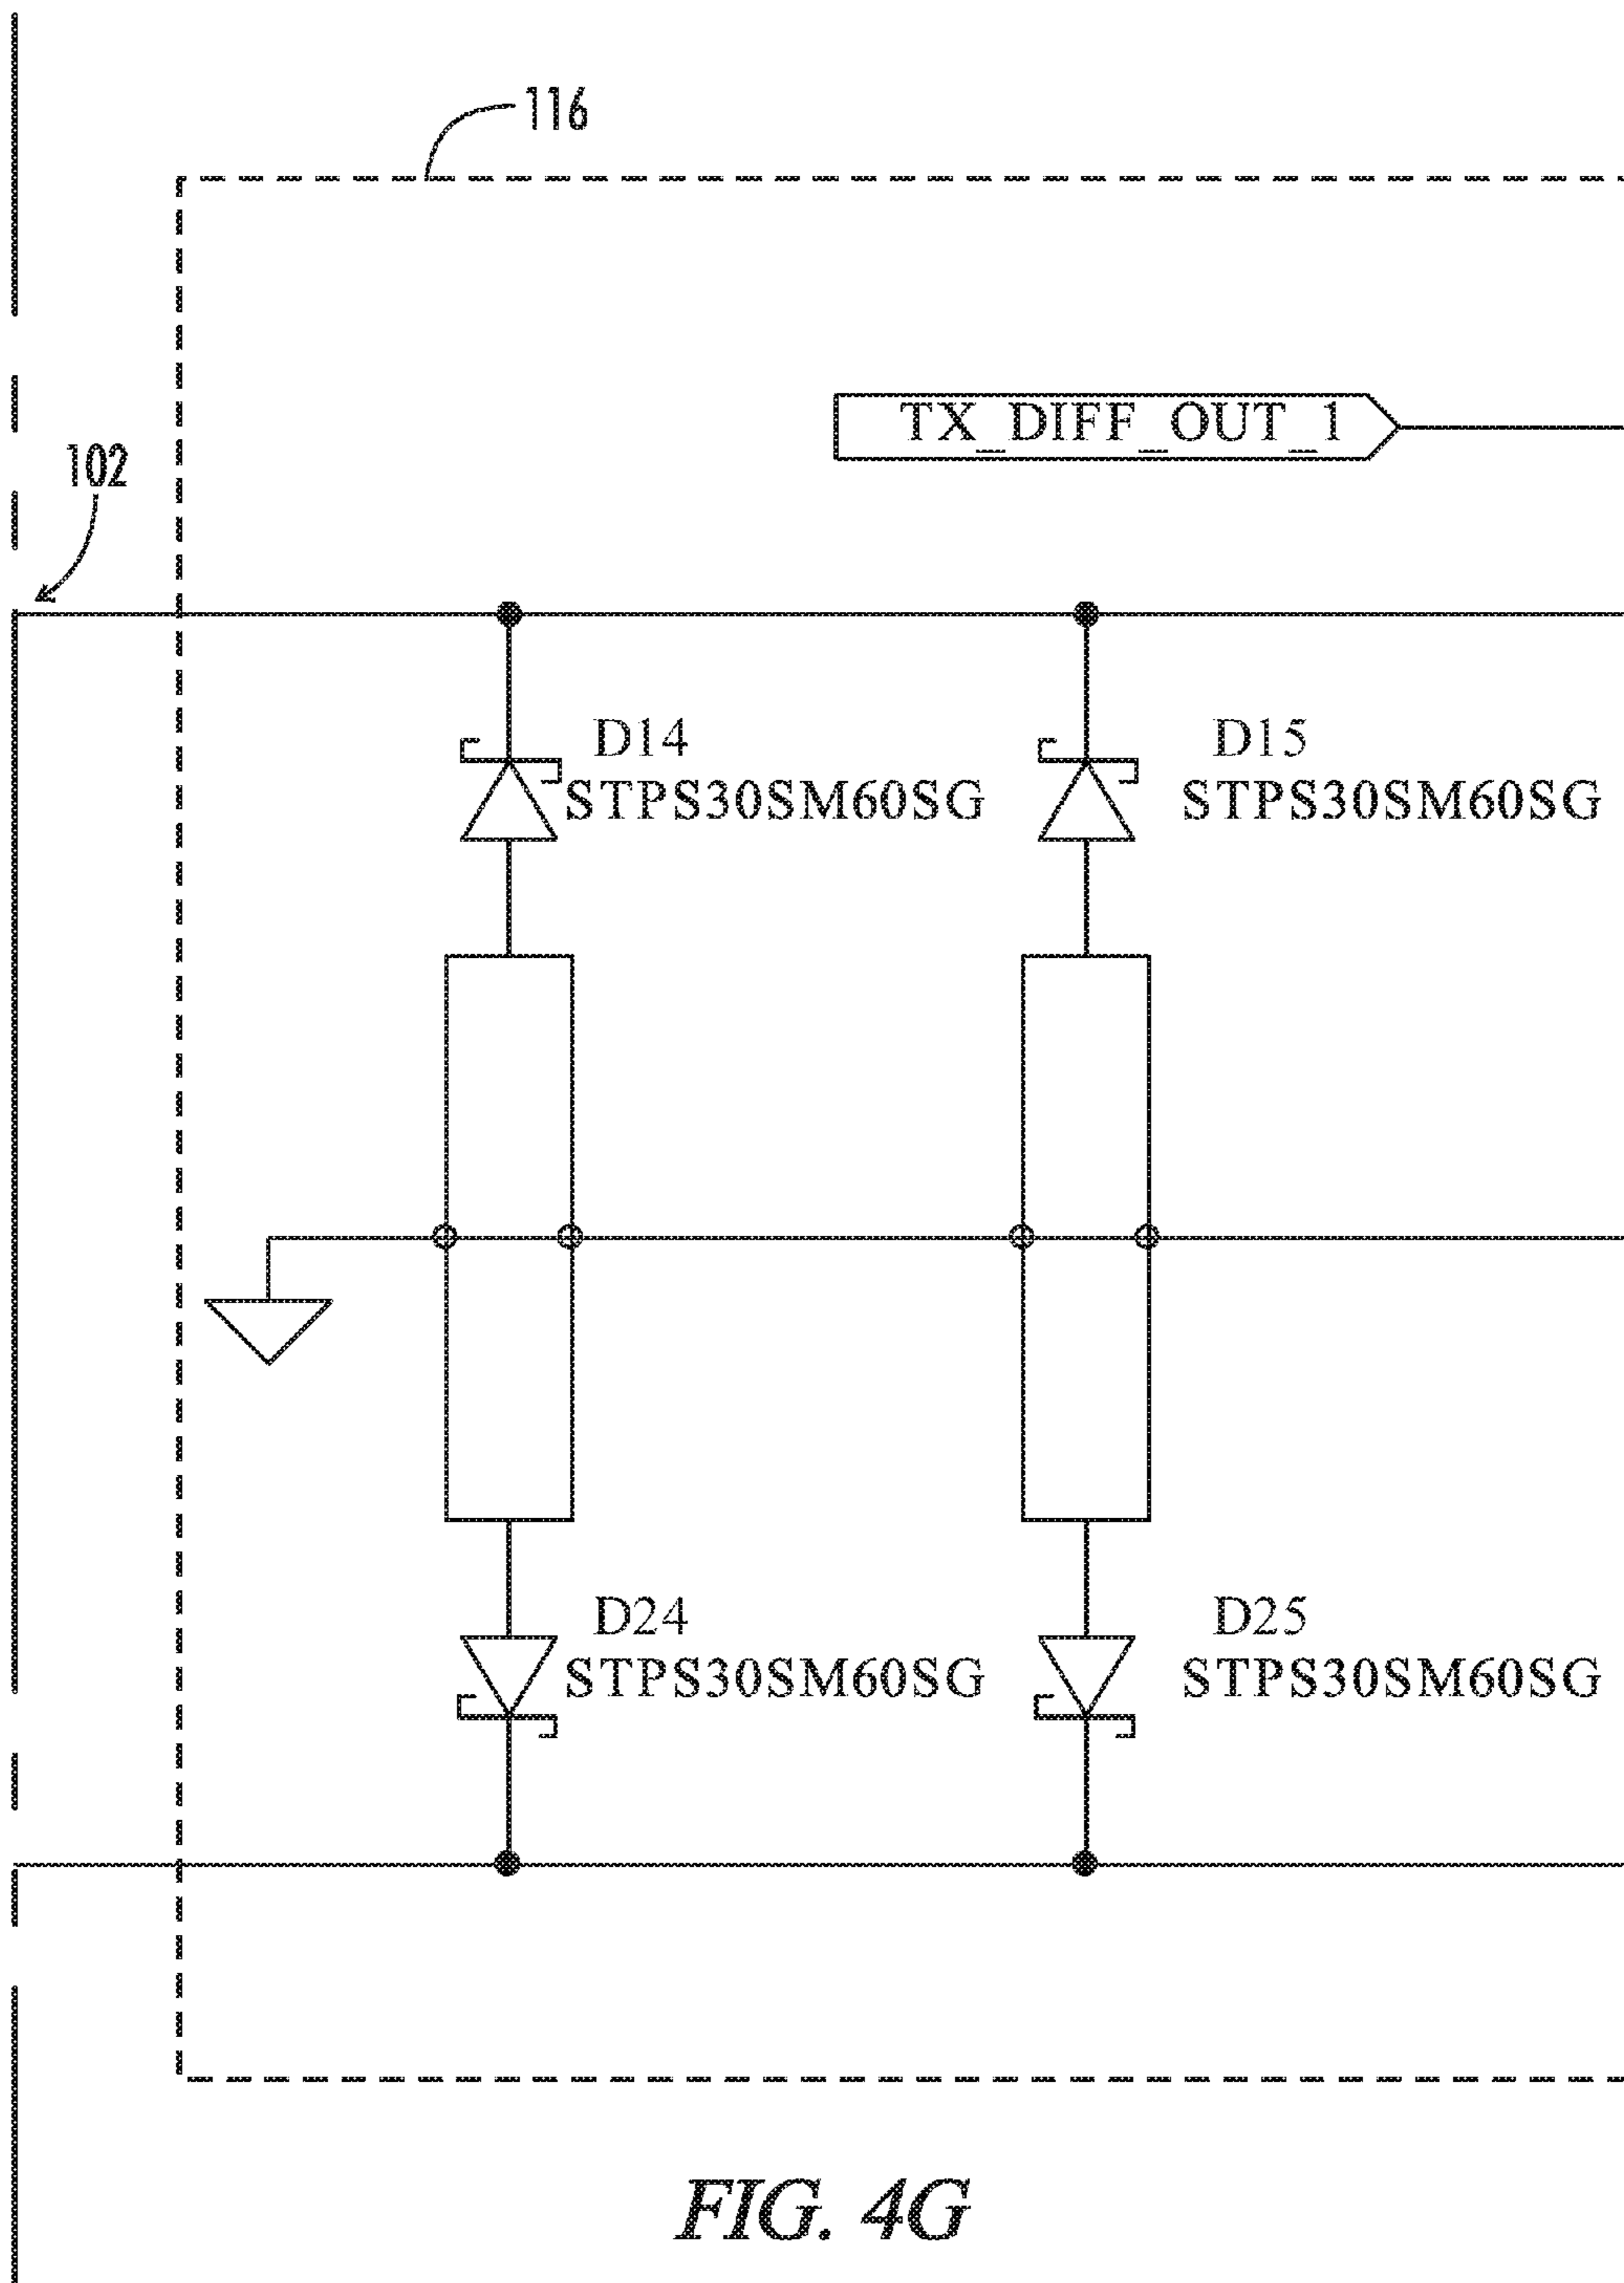 116
TX_DIFF_OUT_1
102
D14
STPS30SM60SG
D15
STPS30SM60SG
D24
STPS30SM60SG
D25
STPS30SM60SG
FIG. 4G